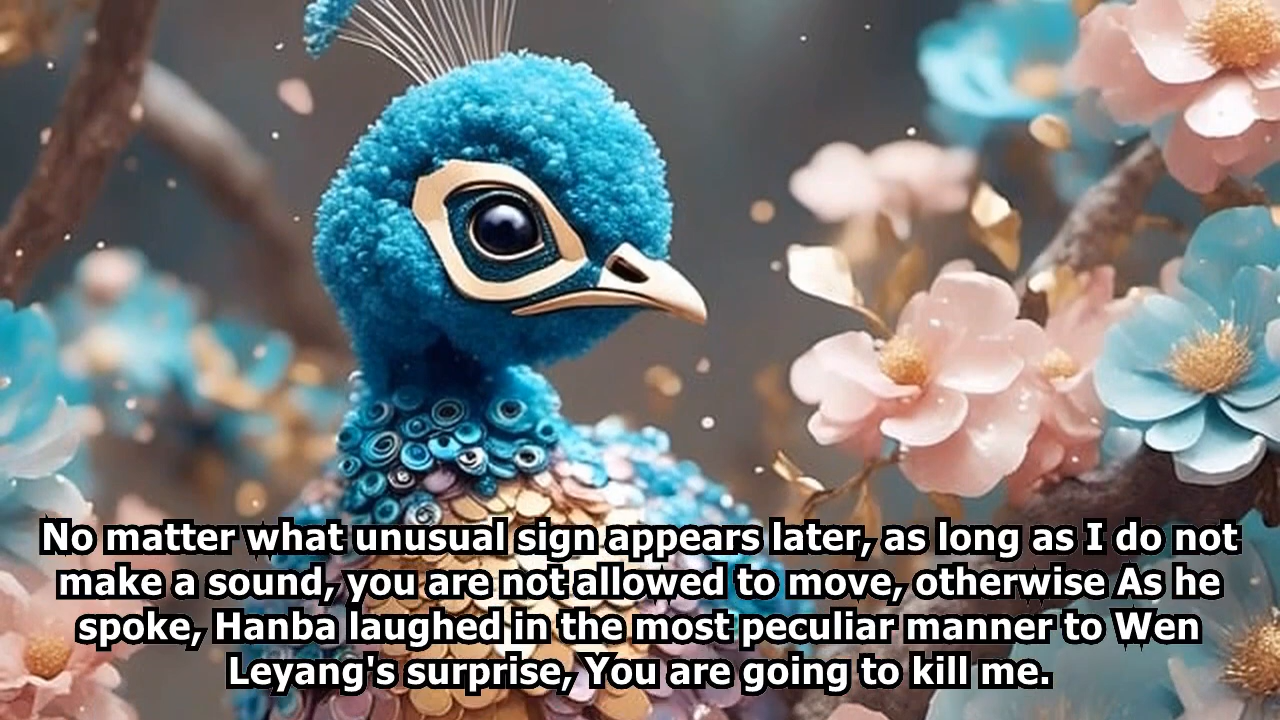 No matter what unusual sign appears later, as long as I do not
make a sound, you are not allowed to move, otherwise As he
spoke, Hanba laughed in the most peculiar manner to Wen
Leyang's surprise, You are going to kill me.